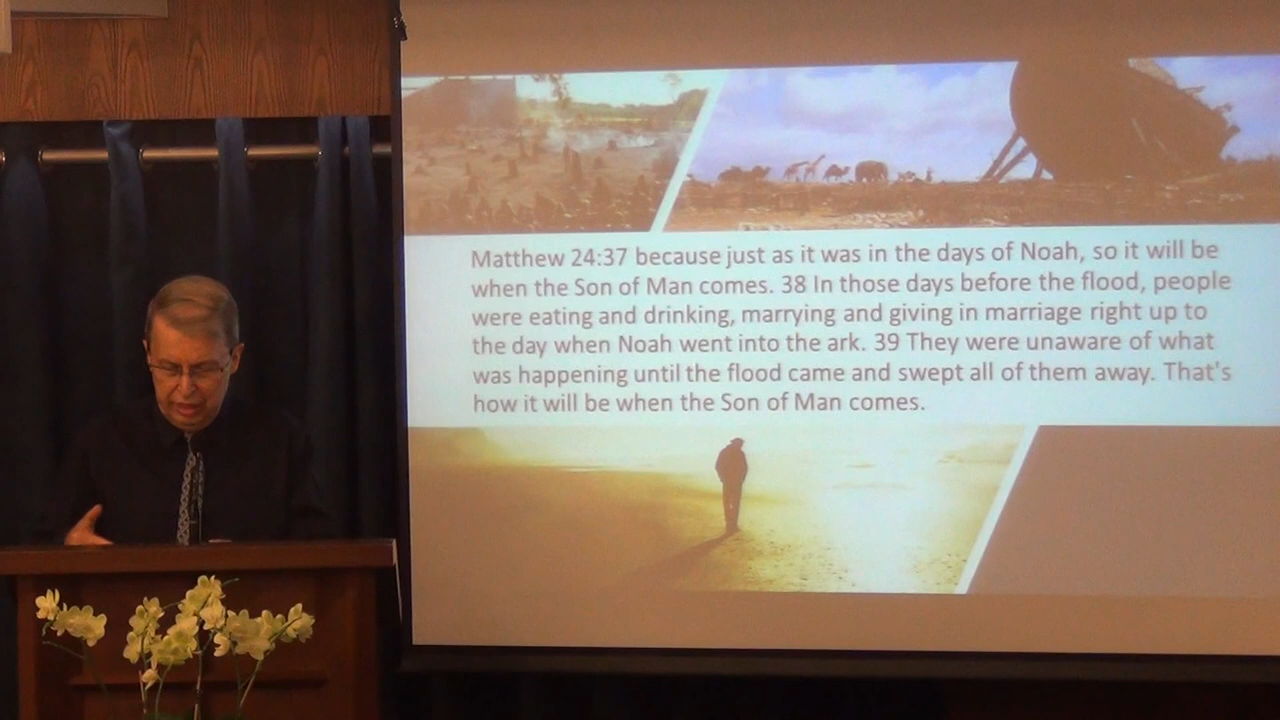 Matthew 24:37 because just as it was in the days of Noah, so it will be
when the Son of Man comes. 38 In those days before the flood, people
were eating and drinking, marrying and giving in marriage right up to
the day when Noah went into the ark. 39 They were unaware of what
was happening until the flood came and swept all of them away. That's
how it will be when the Son of Man comes.